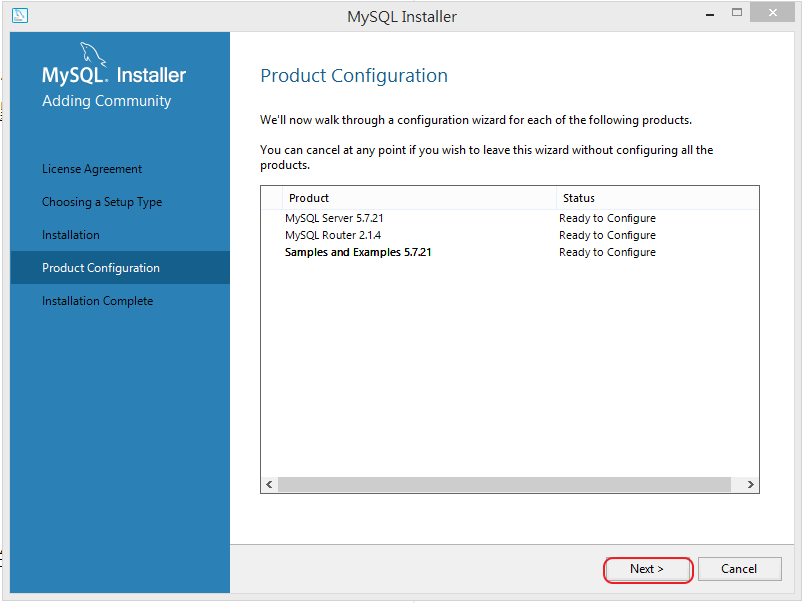 MySQL Installer
MySQL. Installer
Adding Community
License Agreement
Choosing a Setup Type
Installation
Product Configuration
Installation Complete
Product Configuration
We'll now walk through a configuration wizard for each of the following products.
You can cancel at any point if you wish to leave this wizard without configuring all the
products.
Product Status
MySQL Server 5.7.21 Ready to Configure
MySQL Router 2.1.4 Ready to Configure
Samples and Examples 5.7.21 Ready to Configure
Next >
Cancel